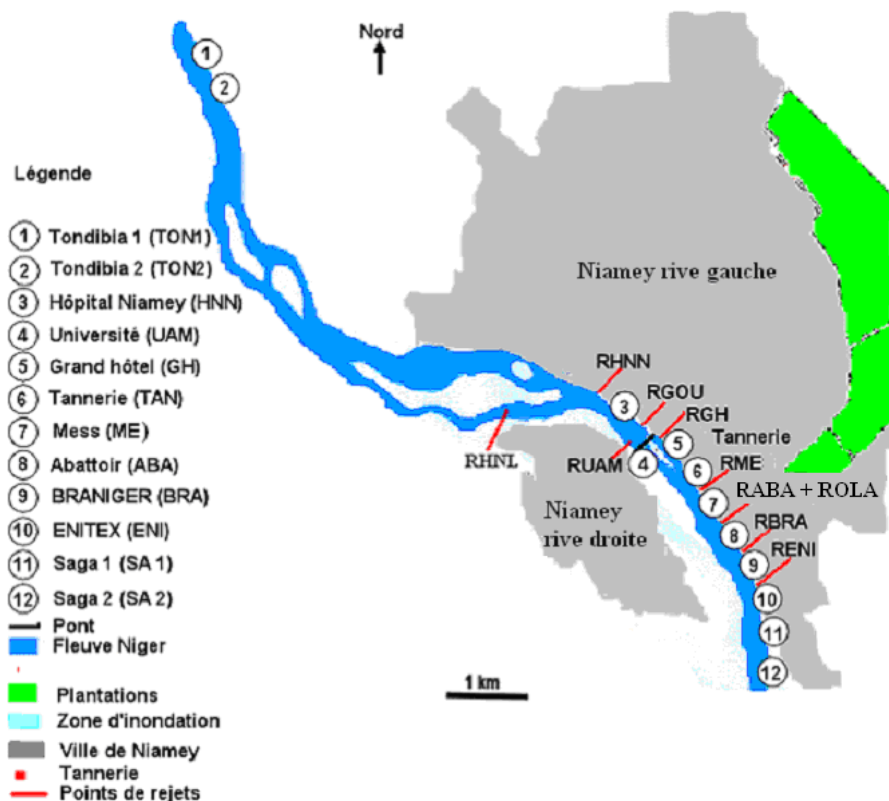 Nord
1
2
Légende
1 Tondibia 1 (TON1)
2 Tondibia 2 (TON2)
3 Hôpital Niamey (HNN)
4 Université (UAM)
5 Grand hôtel (GH)
6 Tannerie (TAN)
7 Mess (ME)
8 Abattoir (ABA)
9 BRANIGER (BRA)
10 ENITEX (ENI)
11 Saga 1 (SA 1)
12 Saga 2 (SA 2)
Pont
Fleuve Niger
Plantations
Zone d'inondation
Ville de Niamey
Tannerie
Points de rejets
Niamey rive gauche
RHNN
3
RGOU
RGH
5
Tannerie
RHNL
RUAM
4
6
RME
7
RABA + ROLA
Niamey
rive droite
8
RBRA
9
RENI
10
11
12
1 km